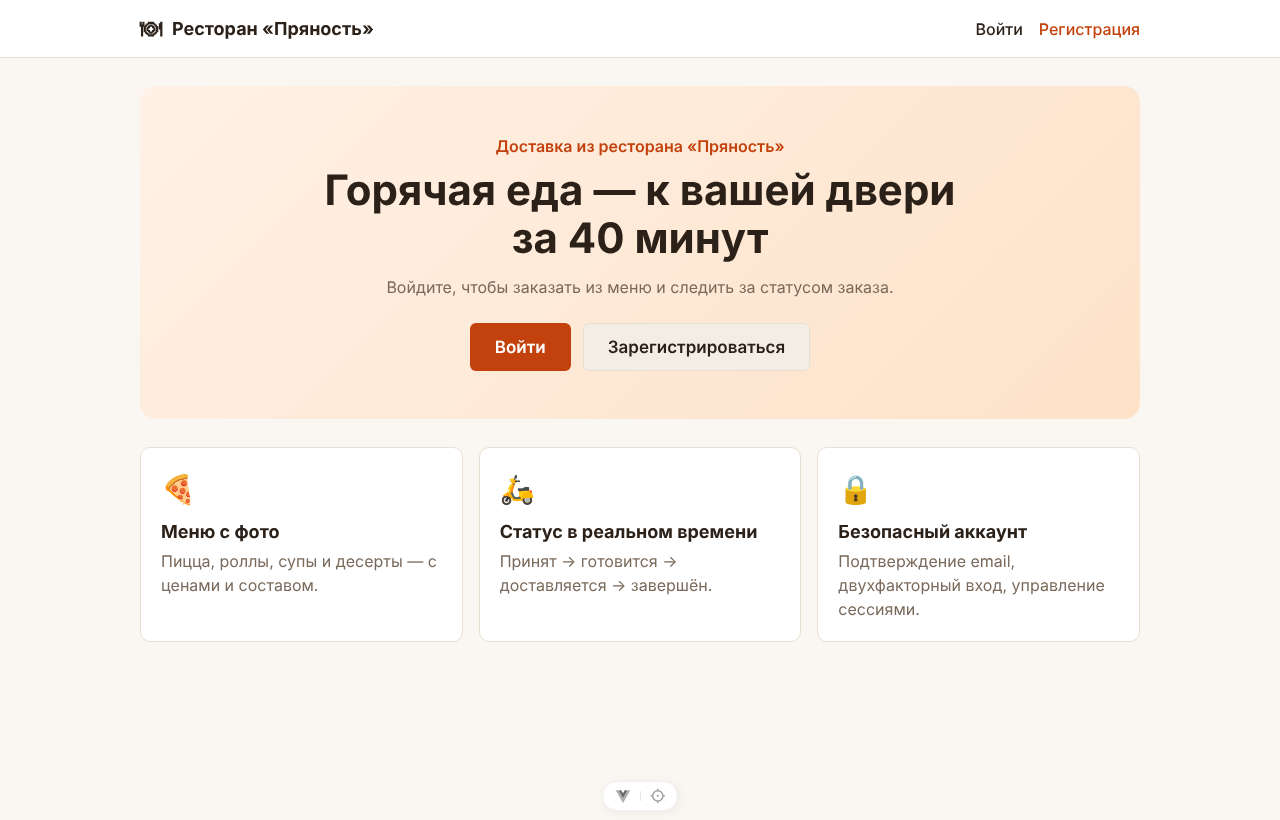 Ресторан «Пряность»
Войти
Регистрация
Доставка из ресторана «Пряность»
Горячая еда — к вашей двери
за 40 минут
Войдите, чтобы заказать из меню и следить за статусом заказа.
Войти
Зарегистрироваться
Меню с фото
Пицца, роллы, супы и десерты — с
ценами и составом.
Статус в реальном времени
Принят → готовится →
доставляется → завершён.
Безопасный аккаунт
Подтверждение email,
двухфакторный вход, управление
сессиями.